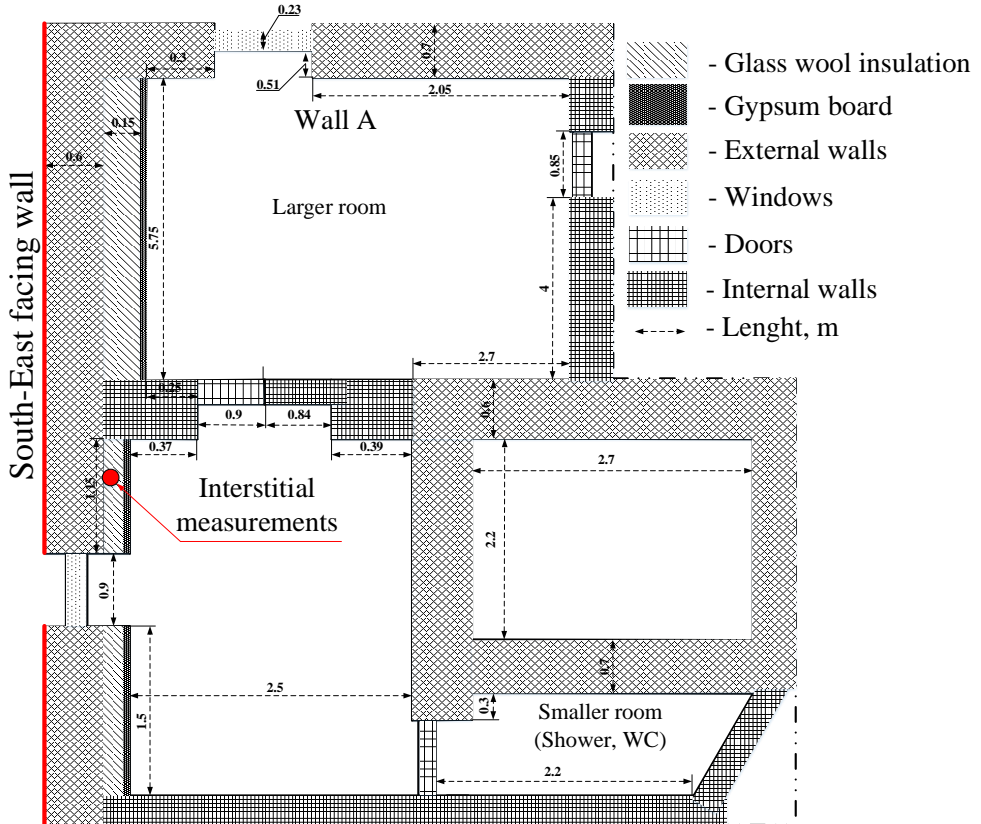 0.23
0.3
0.7
0.51
2.05
Wall A
0.15
0.6
0.85
Larger room
5.75
4
2.7
0.25
0.9
0.84
0.37
0.39
0.6
2.7
1.15
Interstitial
measurements
2.2
0.9
0.7
2.5
1.5
0.3
Smaller room
(Shower, WC)
2.2
South-East facing wall
- Glass wool insulation
- Gypsum board
- External walls
- Windows
- Doors
- Internal walls
- Lenght, m